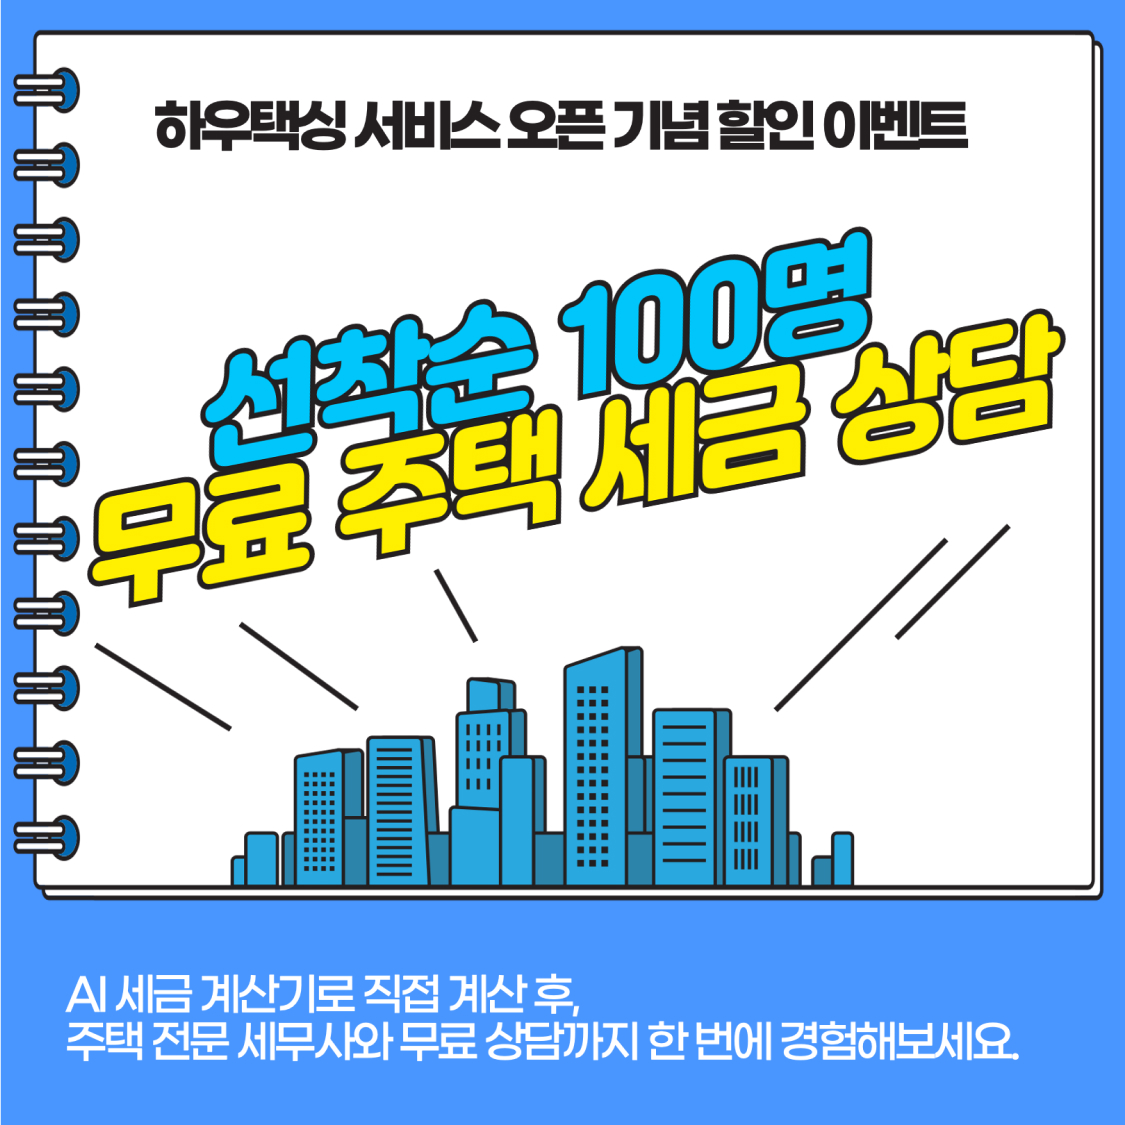 하우택싱 서비스 오픈 기념 할인 이벤트
선착순 100명
무료 주택 세금 상담
AI 세금 계산기로 직접 계산 후,
주택 전문 세무사와 무료 상담까지 한 번에 경험해보세요.